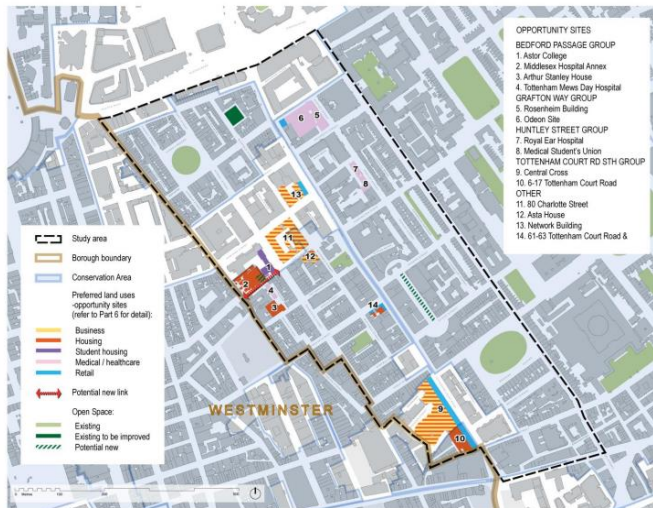 OPPORTUNITY SITES
BEDFORD PASSAGE GROUP
1. Astor College
2. Middlesex Hospital Annex
3. Arthur Stanley House
4. Tottenham Mews Day Hospital
GRAFTON WAY GROUP
5. Rosenheim Building
6. Odeon Site
HUNTLEY STREET GROUP
7. Royal Ear Hospital
8. Medical Student's Union
TOTTENHAM COURT RD STH GROUP
9. Central Cross
10. 6-17 Tottenham Court Road
OTHER
11. 80 Charlotte Street
12. Asta House
13. Network Building
14. 61-63 Tottenham Court Road &
6
5
7
8
13
11
12
1
2
4
3
14
9
10
WESTMINSTER
Study area
Borough boundary
Conservation Area
Preferred land uses
-opportunity sites
(refer to Part 6 for detail):
Business
Housing
Student housing
Medical / healthcare
Retail
Potential new link
Open Space:
Existing
Existing to be improved
Potential new